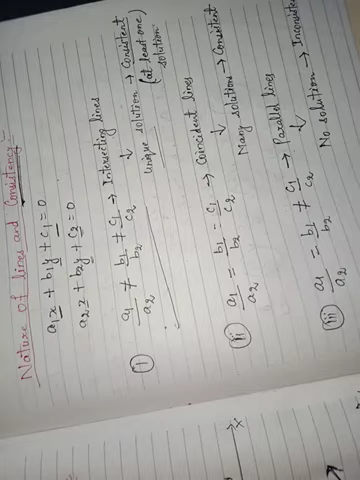 Nature of lines and Consistency:-
a₁x + b₁y + c₁ = 0
a₂x + b₂y + c₂ = 0
(i) a₁/a₂ ≠ b₁/b₂ ≠ c₁/c₂ → Intersecting lines
↓
Unique solution → Consistent
(at least one solution)
(ii) a₁/a₂ = b₁/b₂ = c₁/c₂ → Coincident lines
↓
Many solutions → Consistent
(iii) a₁/a₂ = b₁/b₂ ≠ c₁/c₂ → Parallel lines
↓
No solution → Inconsiste
X